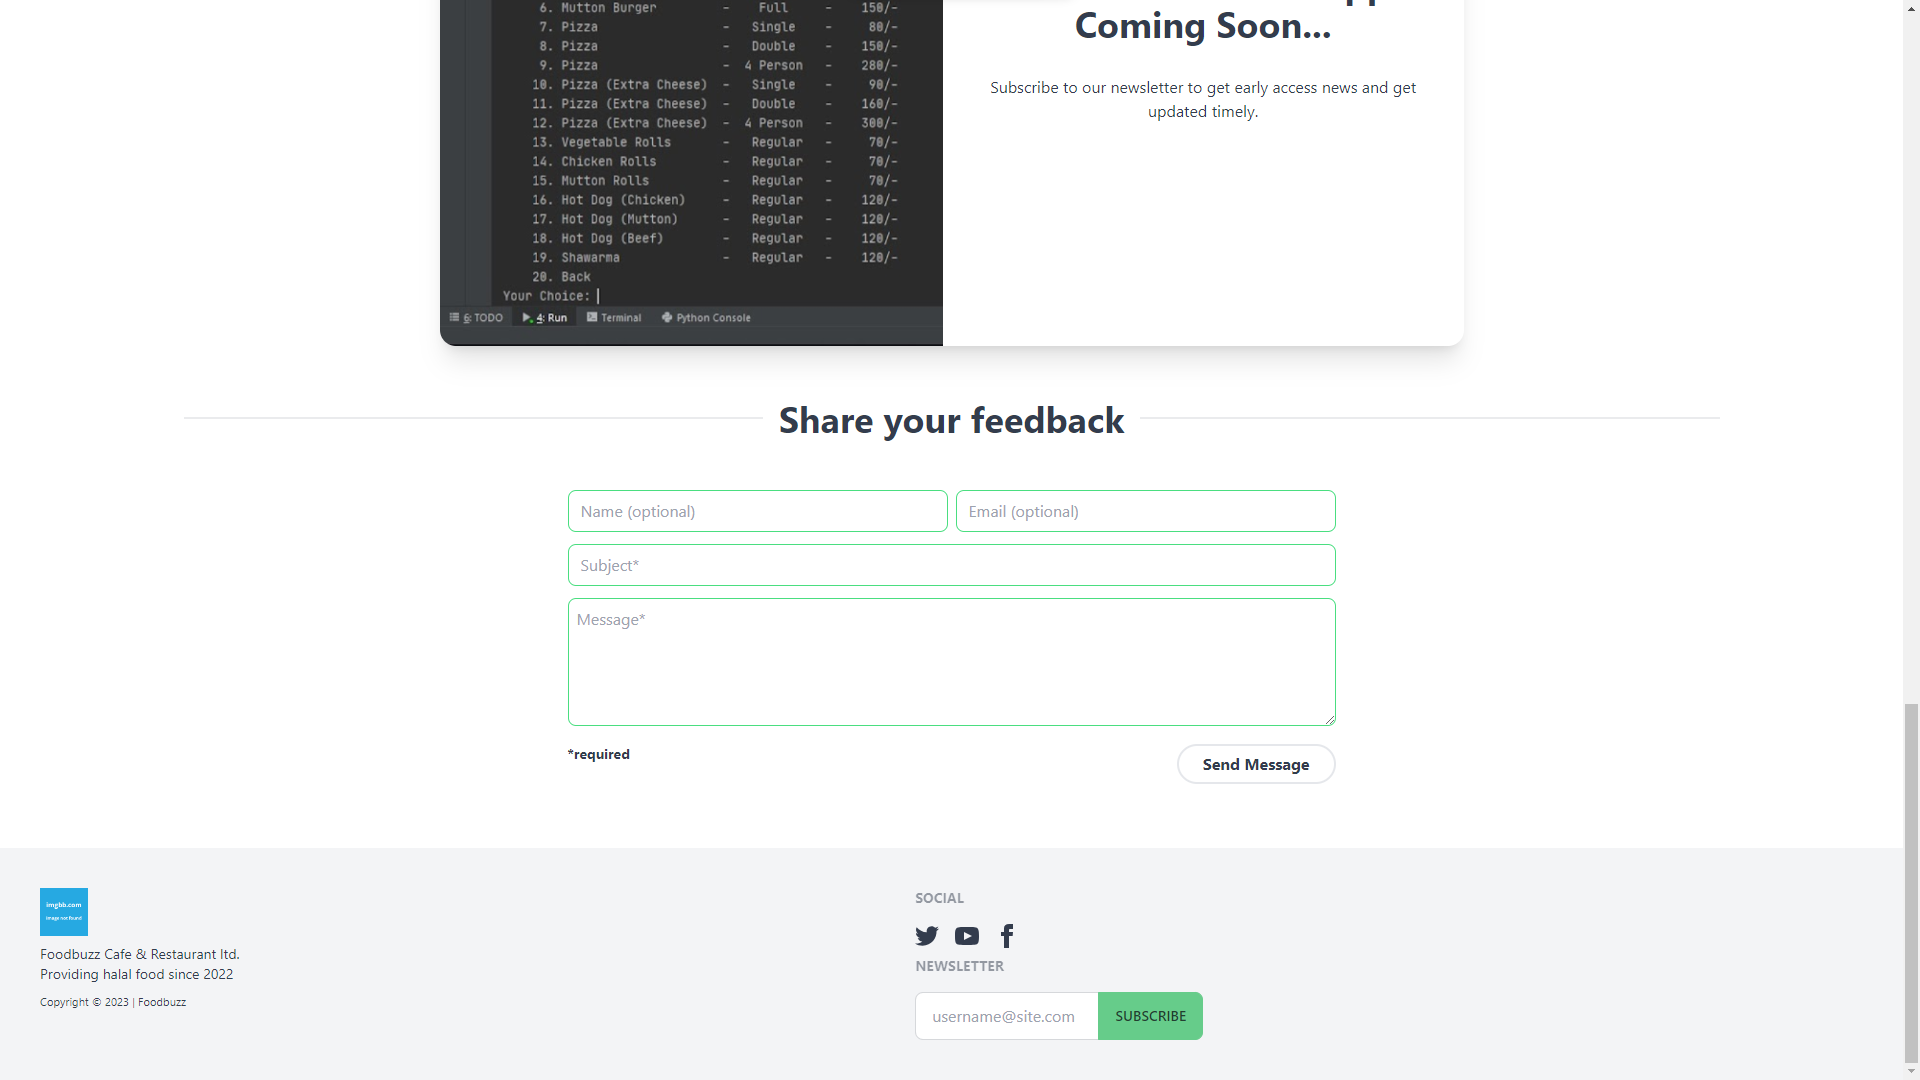 6. Mutton Burger - Full - 150/-
7. Pizza - Single - 80/-
8. Pizza - Double - 150/-
9. Pizza - 4 Person - 280/-
10. Pizza (Extra Cheese) - Single - 90/-
11. Pizza (Extra Cheese) - Double - 160/-
12. Pizza (Extra Cheese) - 4 Person - 300/-
13. Vegetable Rolls - Regular - 70/-
14. Chicken Rolls - Regular - 70/-
15. Mutton Rolls - Regular - 70/-
16. Hot Dog (Chicken) - Regular - 120/-
17. Hot Dog (Mutton) - Regular - 120/-
18. Hot Dog (Beef) - Regular - 120/-
19. Shawarma - Regular - 120/-
20. Back
Your Choice:
6: TODO 4: Run Terminal Python Console
Coming Soon...
Subscribe to our newsletter to get early access news and get
updated timely.
Share your feedback
Name (optional)
Email (optional)
Subject*
Message*
*required
Send Message
imgbb.com
image not found
Foodbuzz Cafe & Restaurant ltd.
Providing halal food since 2022
Copyright © 2023 | Foodbuzz
SOCIAL
NEWSLETTER
username@site.com
SUBSCRIBE